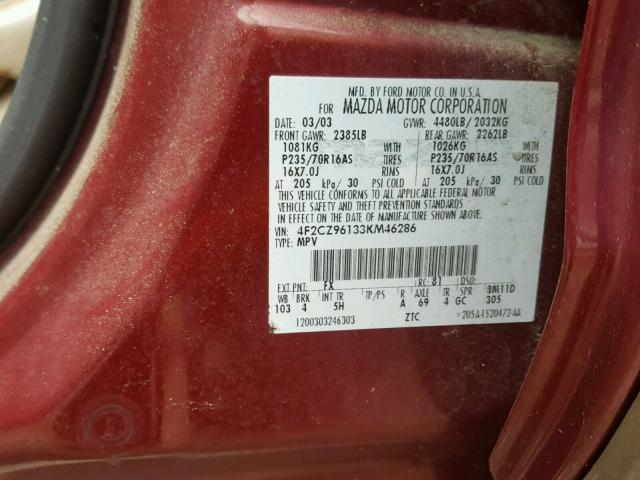 MFD. BY FORD MOTOR CO. IN U.S.A.
FOR MAZDA MOTOR CORPORATION
DATE: 03/03 GVWR: 4480LB/ 2032KG
FRONT GAWR: 2385LB REAR GAWR: 2262LB
1081KG WITH 1026KG WITH
P235/70R16AS TIRES P235/70R16AS TIRES
16X7.0J RIMS 16X7.0J RIMS
AT 205 kPa/ 30 PSI COLD AT 205 kPa/ 30 PSI COLD
THIS VEHICLE CONFORMS TO ALL APPLICABLE FEDERAL MOTOR
VEHICLE SAFETY AND THEFT PREVENTION STANDARDS
IN EFFECT ON THE DATE OF MANUFACTURE SHOWN ABOVE.
VIN: 4F2CZ96133KM46286
TYPE: MPV
EXT PNT: FX RC: 81 DSO:
WB BRK INT TR TP/PS R AXLE TR SPR
103 4 5H A 69 4 GC 305
1200303246303 ZTC